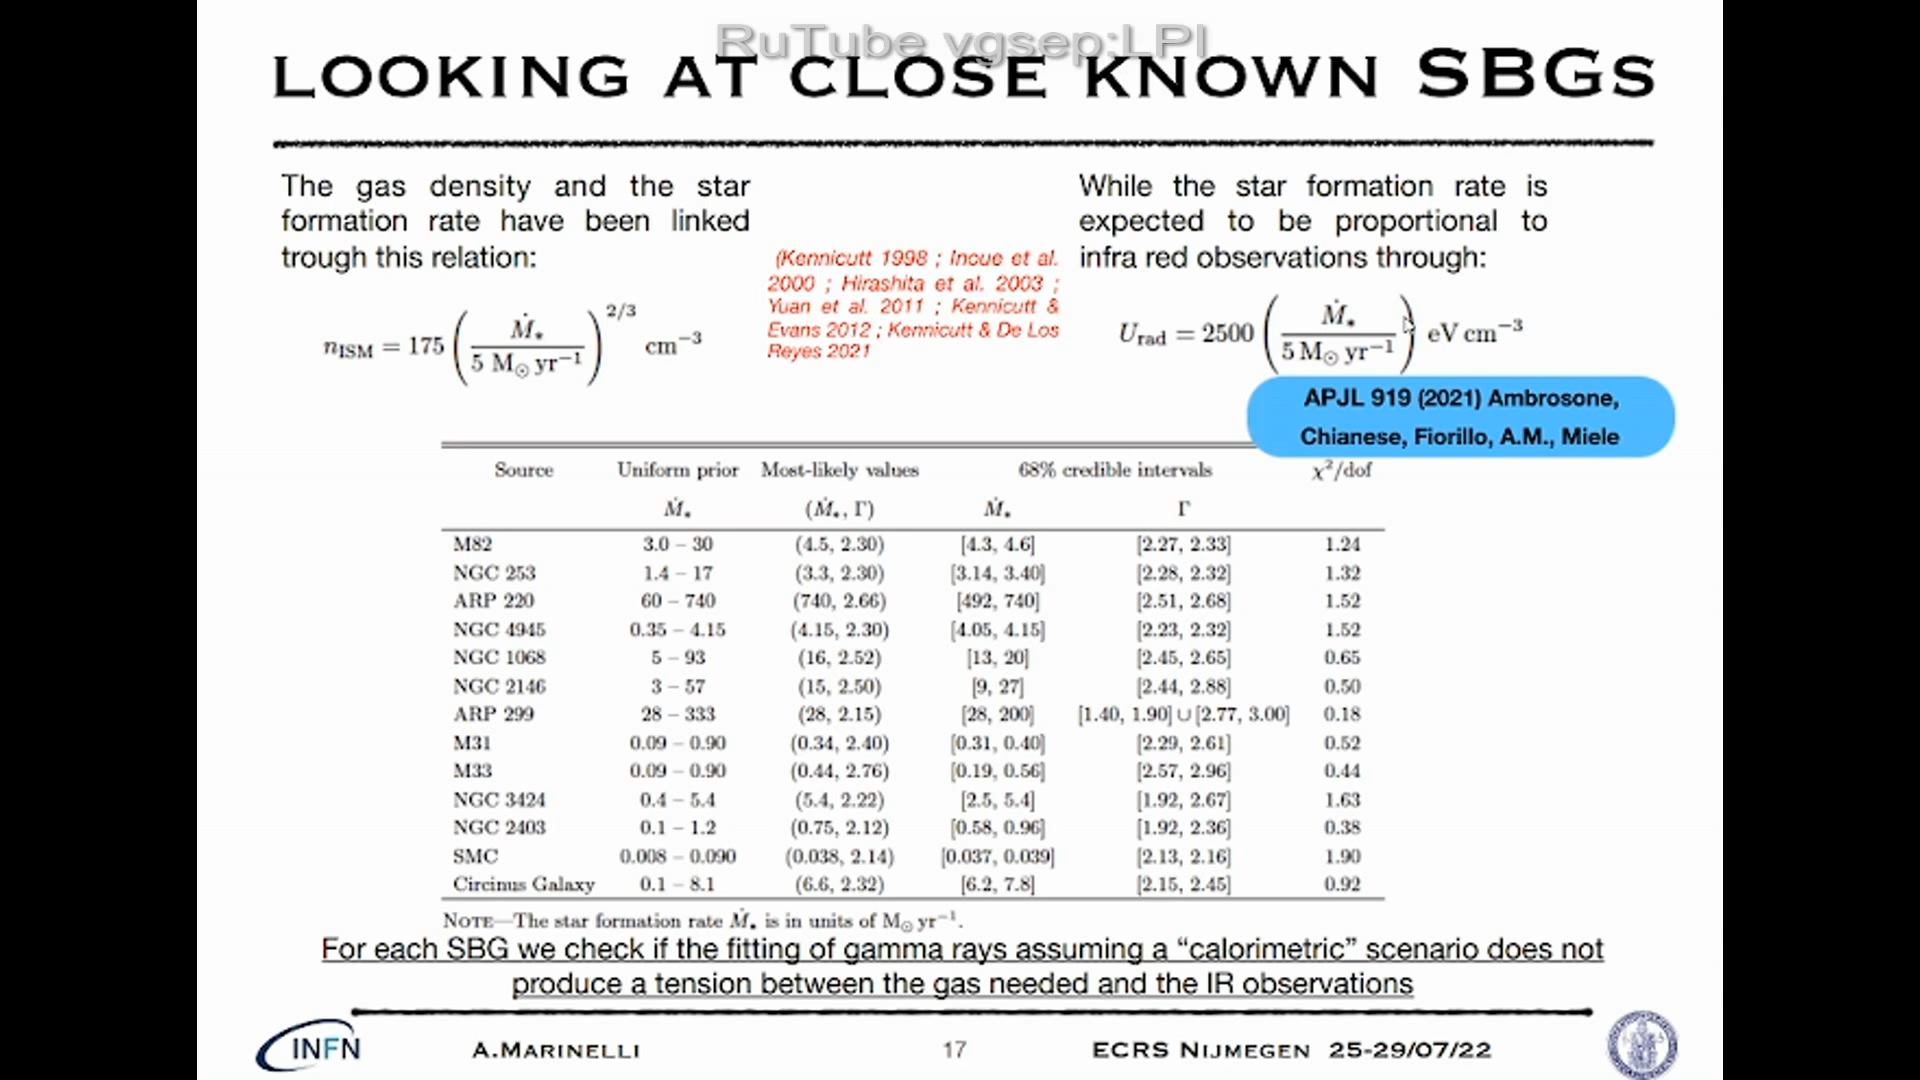 RuTube vgsep;LPI
LOOKING AT CLOSE KNOWN SBGs
The gas density and the star
formation rate have been linked
trough this relation:
n_ISM = 175 (Ṁ⋆ / 5 M⊙ yr⁻¹)^2/3 cm⁻³
(Kennicutt 1998 ; Inoue et al.
2000 ; Hirashita et al. 2003 ;
Yuan et al. 2011 ; Kennicutt &
Evans 2012 ; Kennicutt & De Los
Reyes 2021
While the star formation rate is
expected to be proportional to
infra red observations through:
U_rad = 2500 (Ṁ⋆ / 5 M⊙ yr⁻¹) eV cm⁻³
APJL 919 (2021) Ambrosone,
Chianese, Fiorillo, A.M., Miele
Source Uniform prior Most-likely values 68% credible intervals χ²/dof
Ṁ⋆ (Ṁ⋆, Γ) Ṁ⋆ Γ
M82 3.0 – 30 (4.5, 2.30) [4.3, 4.6] [2.27, 2.33] 1.24
NGC 253 1.4 – 17 (3.3, 2.30) [3.14, 3.40] [2.28, 2.32] 1.32
ARP 220 60 – 740 (740, 2.66) [492, 740] [2.51, 2.68] 1.52
NGC 4945 0.35 – 4.15 (4.15, 2.30) [4.05, 4.15] [2.23, 2.32] 1.52
NGC 1068 5 – 93 (16, 2.52) [13, 20] [2.45, 2.65] 0.65
NGC 2146 3 – 57 (15, 2.50) [9, 27] [2.44, 2.88] 0.50
ARP 299 28 – 333 (28, 2.15) [28, 200] [1.40, 1.90] ∪ [2.77, 3.00] 0.18
M31 0.09 – 0.90 (0.34, 2.40) [0.31, 0.40] [2.29, 2.61] 0.52
M33 0.09 – 0.90 (0.44, 2.76) [0.19, 0.56] [2.57, 2.96] 0.44
NGC 3424 0.4 – 5.4 (5.4, 2.22) [2.5, 5.4] [1.92, 2.67] 1.63
NGC 2403 0.1 – 1.2 (0.75, 2.12) [0.58, 0.96] [1.92, 2.36] 0.38
SMC 0.008 – 0.090 (0.038, 2.14) [0.037, 0.039] [2.13, 2.16] 1.90
Circinus Galaxy 0.1 – 8.1 (6.6, 2.32) [6.2, 7.8] [2.15, 2.45] 0.92
NOTE—The star formation rate Ṁ⋆ is in units of M⊙ yr⁻¹.
For each SBG we check if the fitting of gamma rays assuming a “calorimetric” scenario does not
produce a tension between the gas needed and the IR observations
INFN A.MARINELLI 17 ECRS NIJMEGEN 25-29/07/22